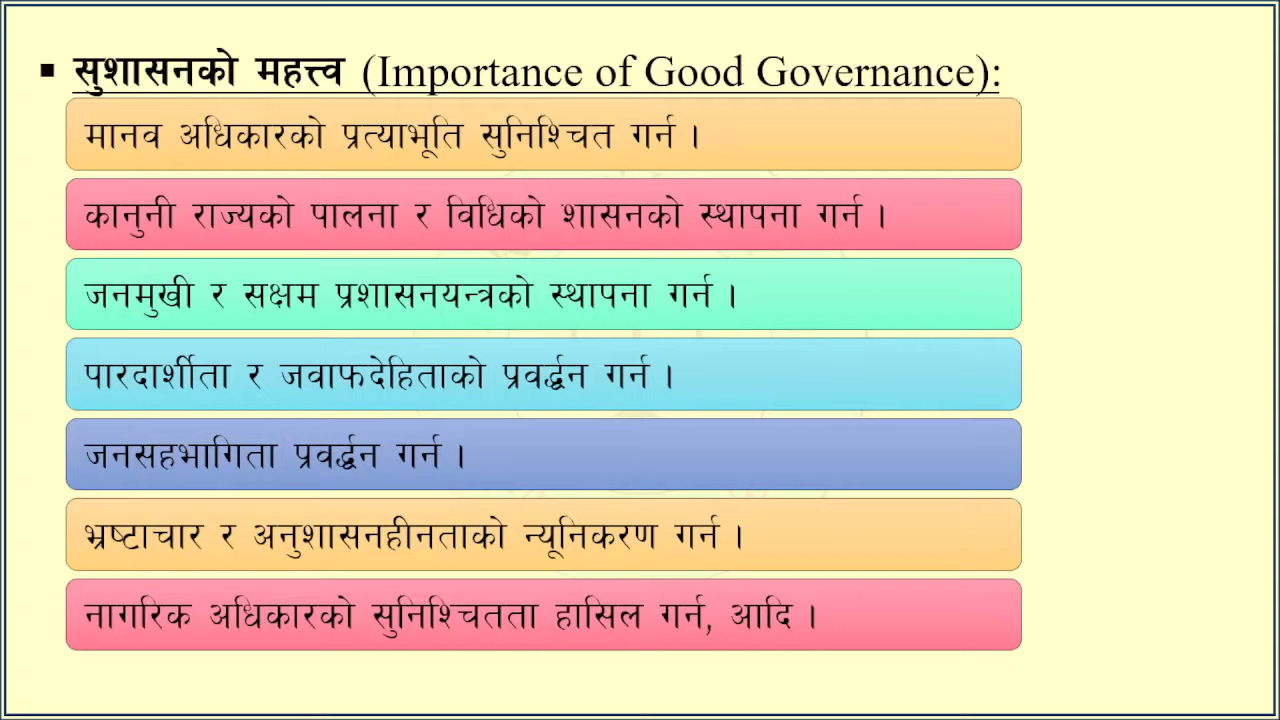 ▪ सुशासनको महत्त्व (Importance of Good Governance):
मानव अधिकारको प्रत्याभूति सुनिश्चित गर्न ।
कानुनी राज्यको पालना र विधिको शासनको स्थापना गर्न ।
जनमुखी र सक्षम प्रशासनयन्त्रको स्थापना गर्न ।
पारदार्शीता र जवाफदेहिताको प्रवर्द्धन गर्न ।
जनसहभागिता प्रवर्द्धन गर्न ।
भ्रष्टाचार र अनुशासनहीनताको न्यूनिकरण गर्न ।
नागरिक अधिकारको सुनिश्चितता हासिल गर्न, आदि ।